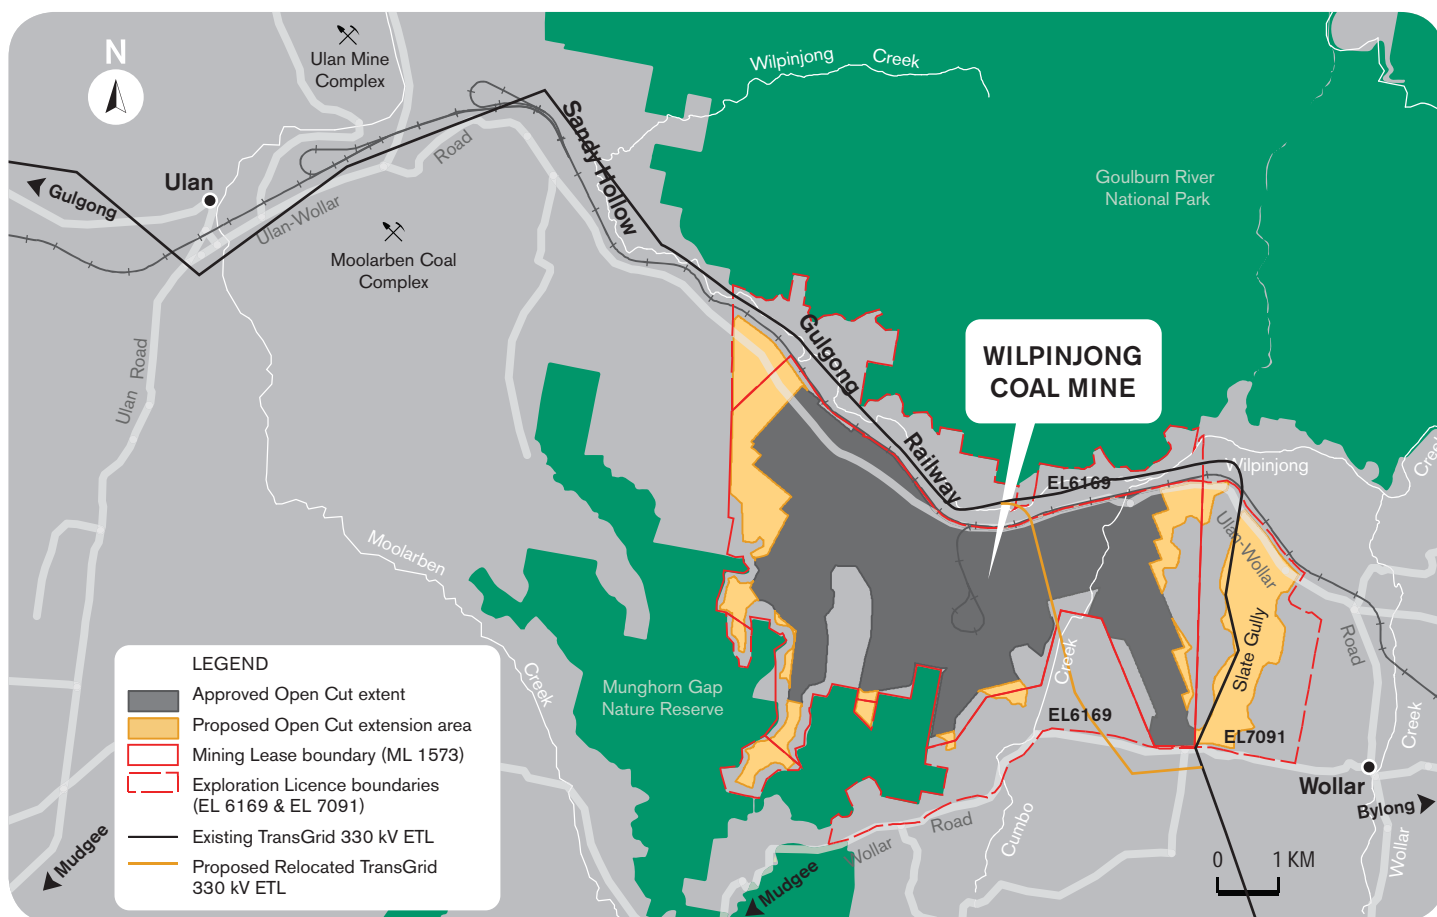 N
Ulan Mine
Complex
Wilpinjong Creek
Sandy Hollow
Road
Goulburn River
National Park
Ulan
Gulgong
Ulan-Wollar
Moolarben Coal
Complex
Gulgong
WILPINJONG
COAL MINE
Ulan Road
Railway
Wilpinjong
Creek
EL6169
Ulan-Wollar
Moolarben
Slate Gully
Road
Creek
Creek
Munghorn Gap
Nature Reserve
EL6169
EL7091
Creek
Wollar
Bylong
Cumbo
Road
Wollar
Wollar
Mudgee
Mudgee
0 1 KM
LEGEND
Approved Open Cut extent
Proposed Open Cut extension area
Mining Lease boundary (ML 1573)
Exploration Licence boundaries
(EL 6169 & EL 7091)
Existing TransGrid 330 kV ETL
Proposed Relocated TransGrid
330 kV ETL